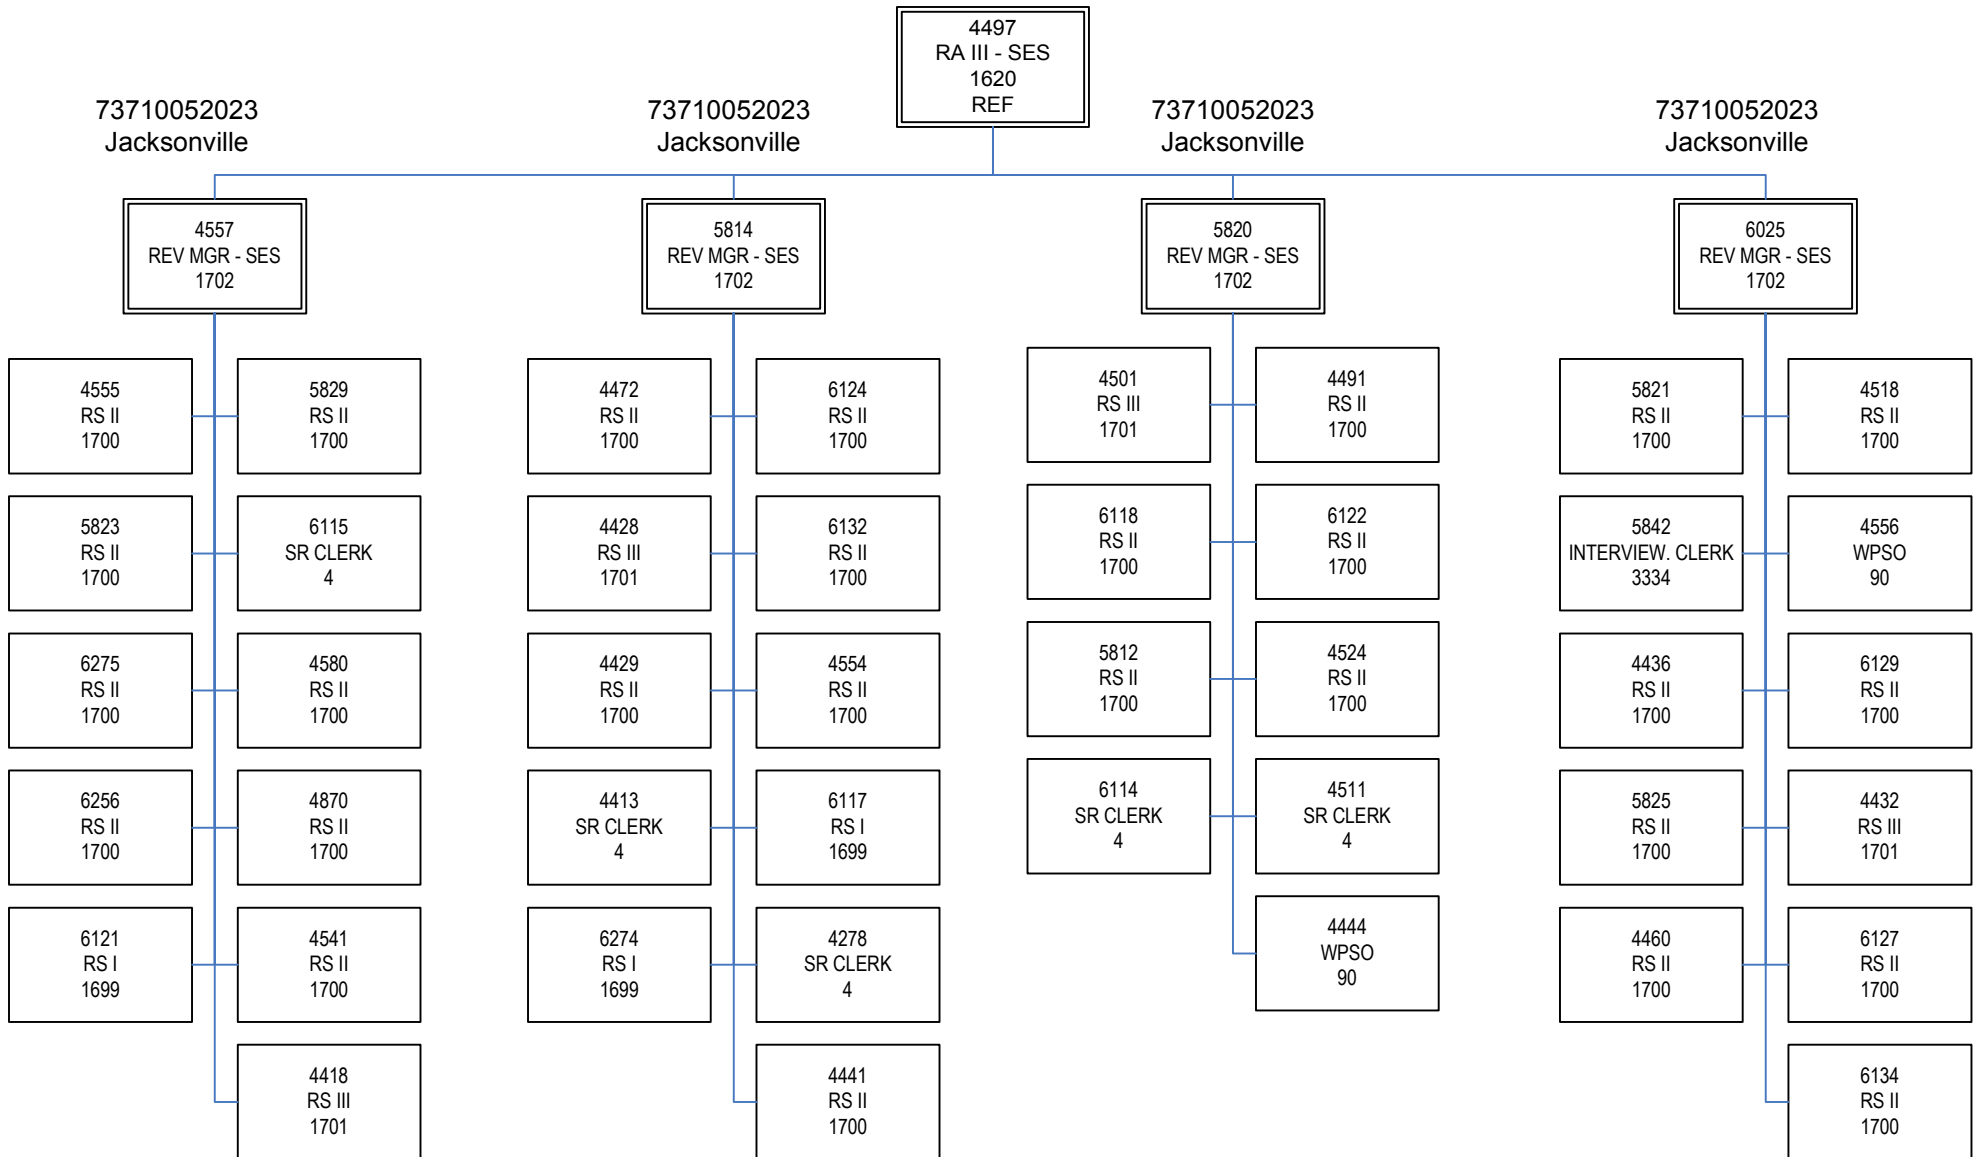 4497
RA III - SES
1620
REF
73710052023
Jacksonville
73710052023
Jacksonville
73710052023
Jacksonville
73710052023
Jacksonville
4557
REV MGR - SES
1702
5814
REV MGR - SES
1702
5820
REV MGR - SES
1702
6025
REV MGR - SES
1702
4555
RS II
1700
5829
RS II
1700
5823
RS II
1700
6115
SR CLERK
4
6275
RS II
1700
4580
RS II
1700
6256
RS II
1700
4870
RS II
1700
6121
RS I
1699
4541
RS II
1700
4418
RS III
1701
4472
RS II
1700
6124
RS II
1700
4428
RS III
1701
6132
RS II
1700
4429
RS II
1700
4554
RS II
1700
4413
SR CLERK
4
6117
RS I
1699
6274
RS I
1699
4278
SR CLERK
4
4441
RS II
1700
4501
RS III
1701
4491
RS II
1700
6118
RS II
1700
6122
RS II
1700
5812
RS II
1700
4524
RS II
1700
6114
SR CLERK
4
4511
SR CLERK
4
4444
WPSO
90
5821
RS II
1700
4518
RS II
1700
5842
INTERVIEW. CLERK
3334
4556
WPSO
90
4436
RS II
1700
6129
RS II
1700
5825
RS II
1700
4432
RS III
1701
4460
RS II
1700
6127
RS II
1700
6134
RS II
1700